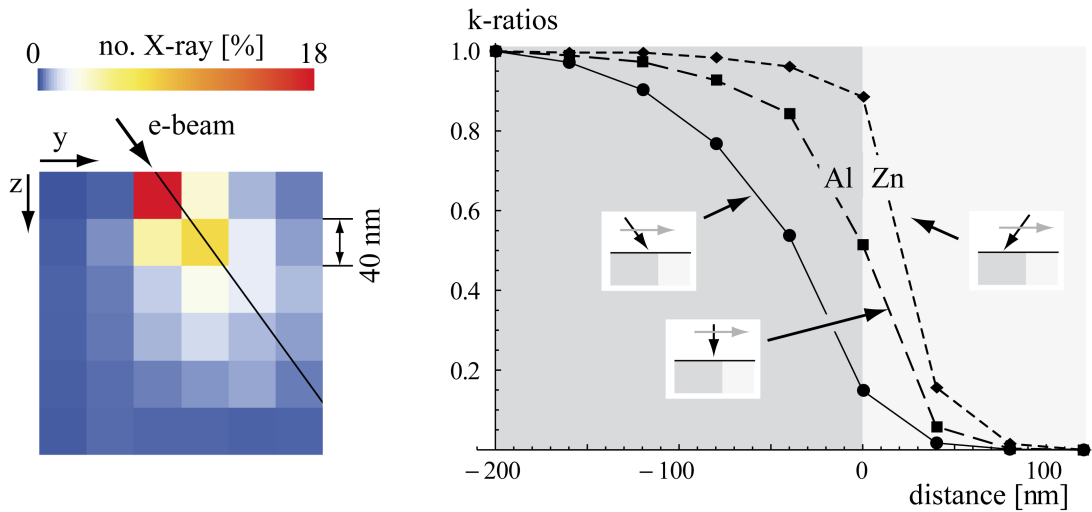 no. X-ray [%]
0
18
e-beam
y
z
40 nm
k-ratios
1.0
0.8
0.6
0.4
0.2
Al
Zn
−200
−100
0
100
distance [nm]